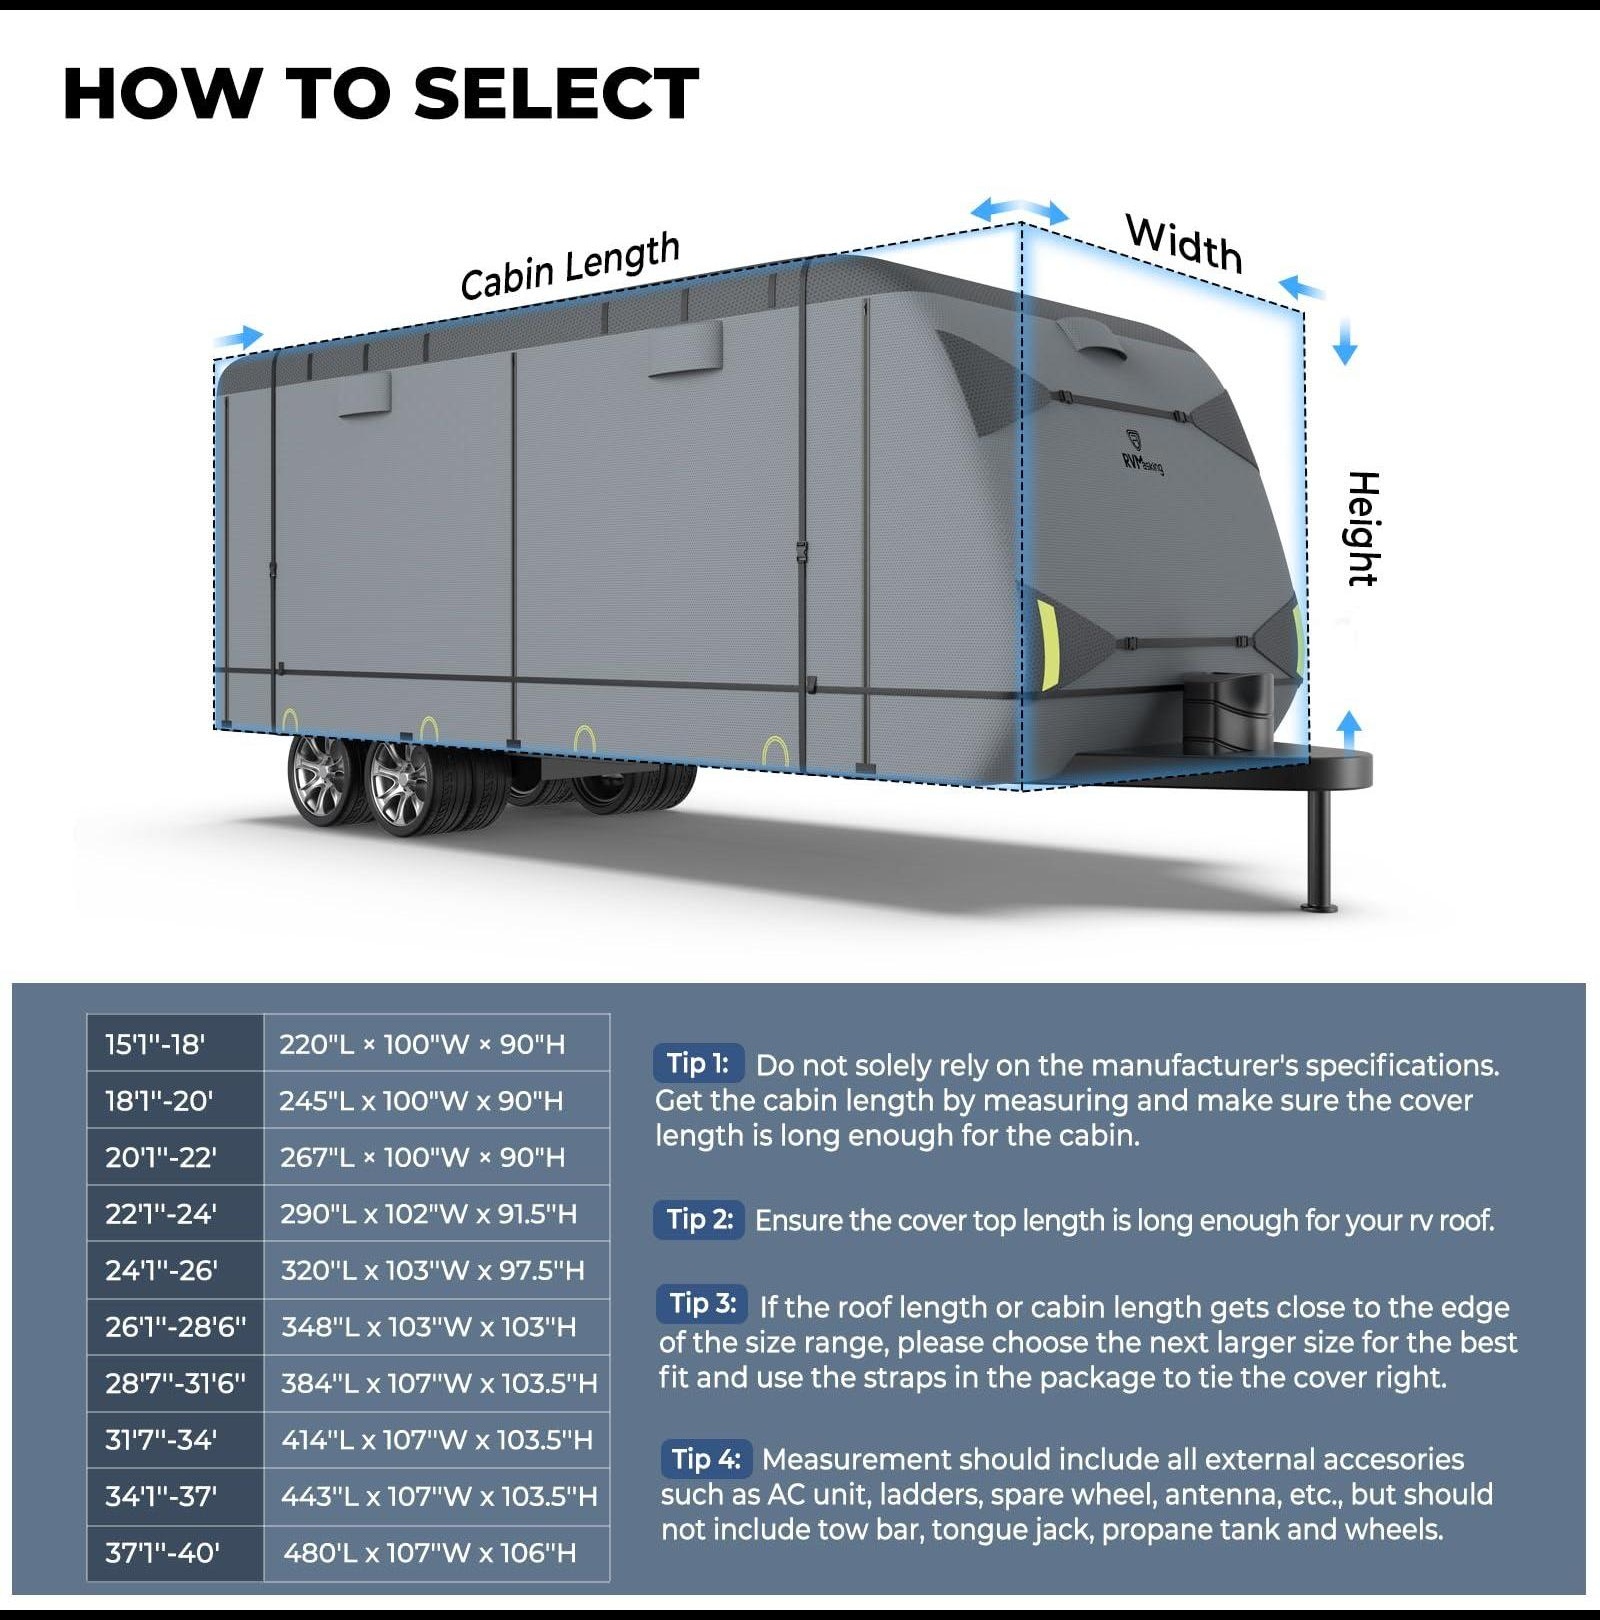 HOW TO SELECT
Cabin Length
Width
Height
RVMasking
15'1"-18' 220"L × 100"W × 90"H
18'1"-20' 245"L x 100"W x 90"H
20'1"-22' 267"L × 100"W × 90"H
22'1"-24' 290"L x 102"W x 91.5"H
24'1"-26' 320"L x 103"W x 97.5"H
26'1"-28'6" 348"L x 103"W x 103"H
28'7"-31'6" 384"L x 107"W x 103.5"H
31'7"-34' 414"L x 107"W x 103.5"H
34'1"-37' 443"L x 107"W x 103.5"H
37'1"-40' 480'L x 107"W x 106"H
Tip 1: Do not solely rely on the manufacturer's specifications.
Get the cabin length by measuring and make sure the cover
length is long enough for the cabin.
Tip 2: Ensure the cover top length is long enough for your rv roof.
Tip 3: If the roof length or cabin length gets close to the edge
of the size range, please choose the next larger size for the best
fit and use the straps in the package to tie the cover right.
Tip 4: Measurement should include all external accesories
such as AC unit, ladders, spare wheel, antenna, etc., but should
not include tow bar, tongue jack, propane tank and wheels.